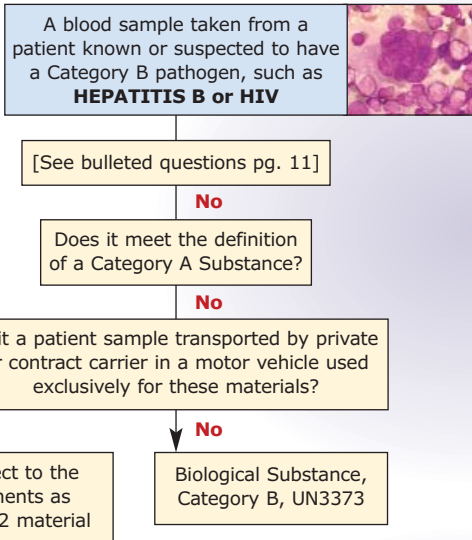 A blood sample taken from a
patient known or suspected to have
a Category B pathogen, such as
HEPATITIS B or HIV
[See bulleted questions pg. 11]
No
Does it meet the definition
of a Category A Substance?
No
it a patient sample transported by private
contract carrier in a motor vehicle used
exclusively for these materials?
No
to the
as
material
Biological Substance,
Category B, UN3373